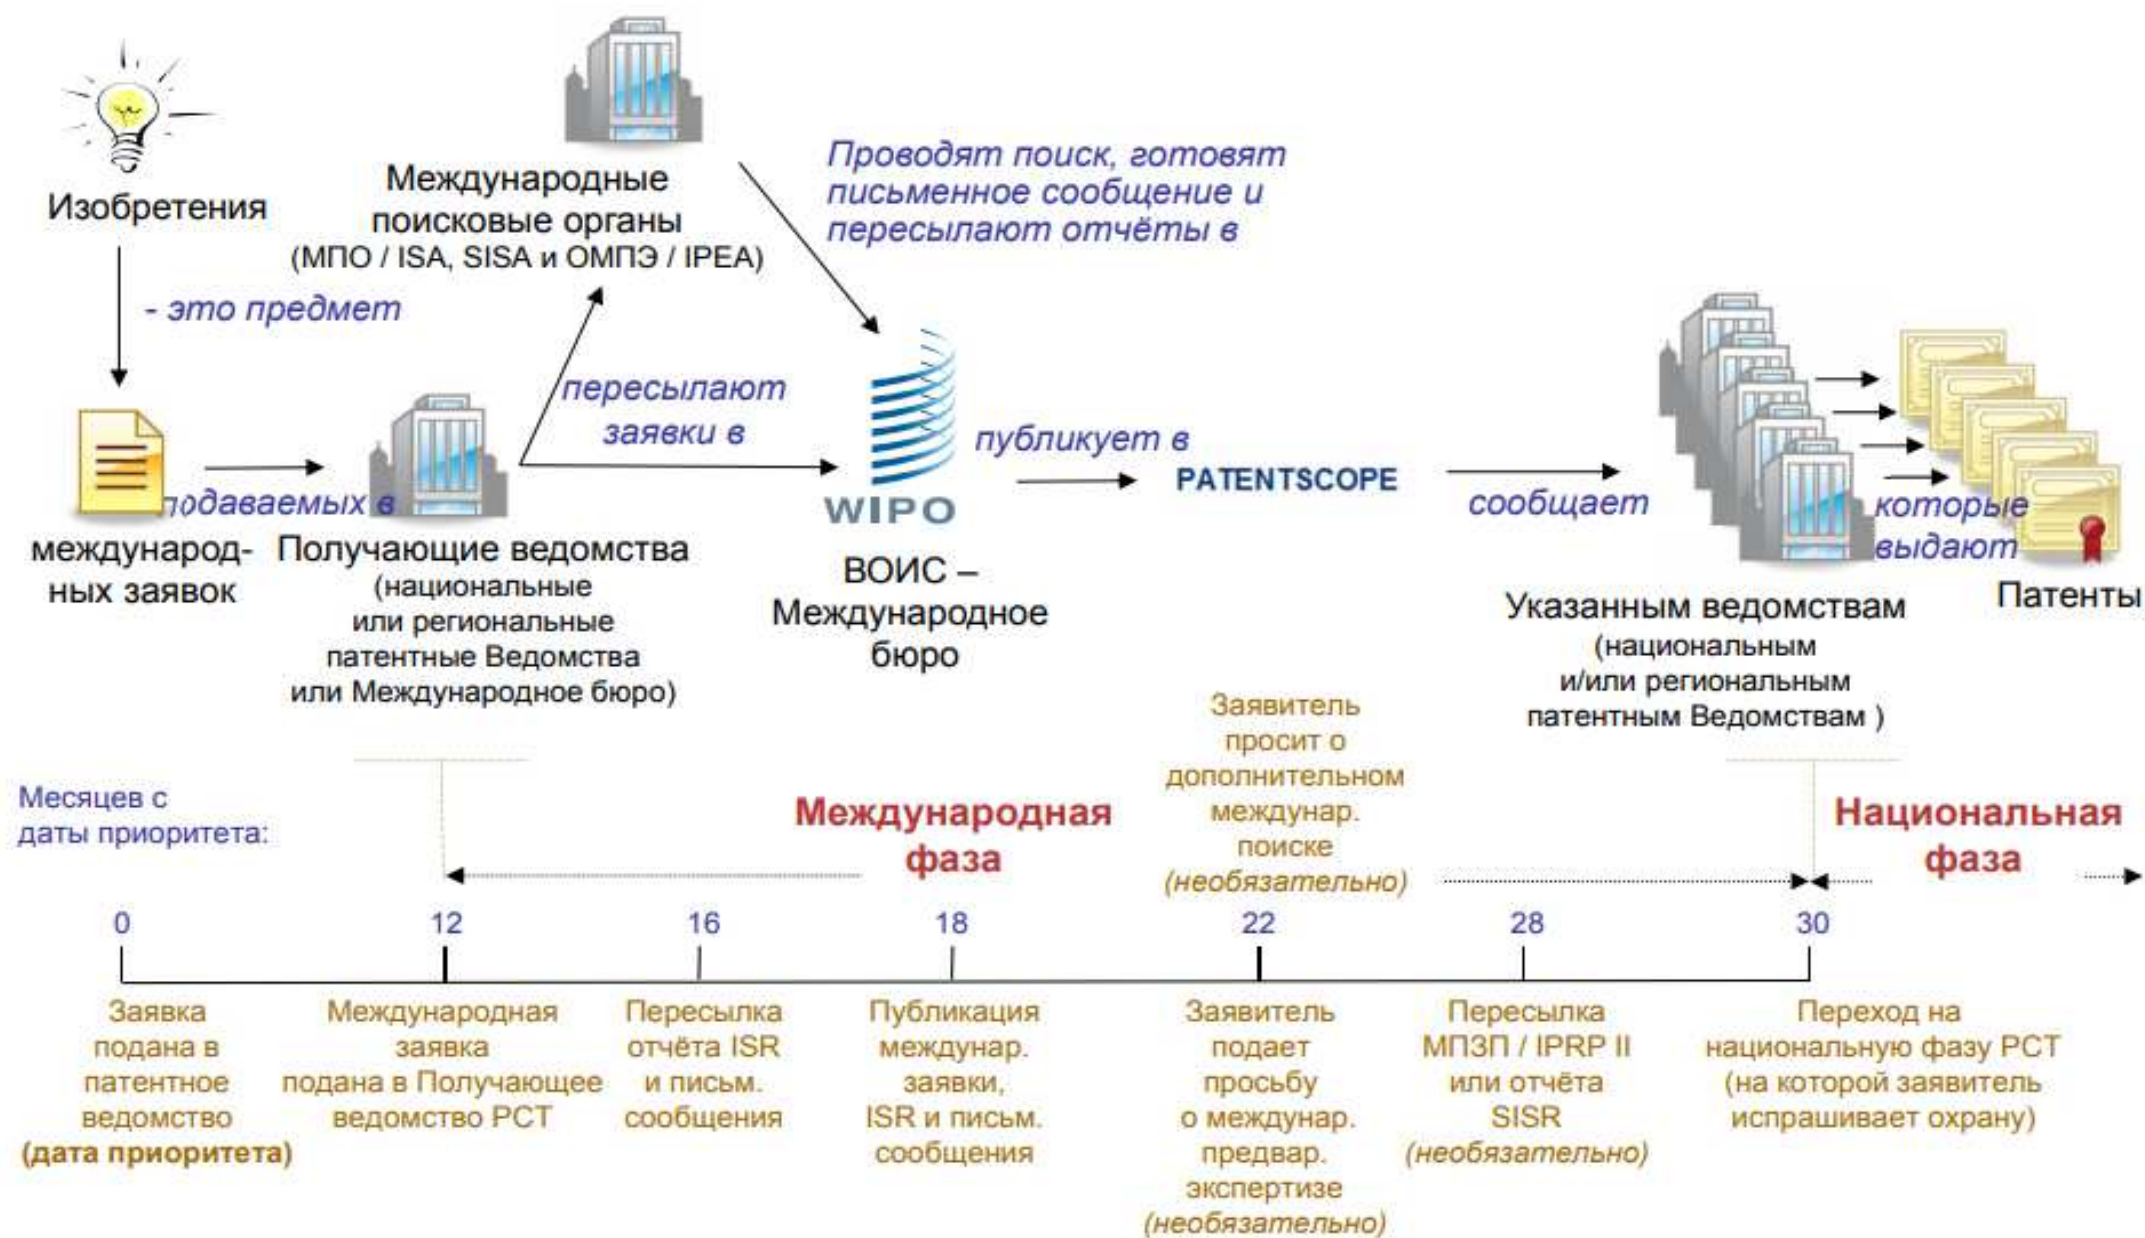 Изобретения
- это предмет
международ-
ных заявок
подаваемых в
Получающие ведомства
(национальные
или региональные
патентные Ведомства
или Международное бюро)
пересылают
заявки в
Международные
поисковые органы
(МПО / ISA, SISA и ОМПЭ / IPEA)
Проводят поиск, готовят
письменное сообщение и
пересылают отчёты в
WIPO
ВОИС –
Международное
бюро
публикует в
PATENTSCOPE
сообщает
Указанным ведомствам
(национальным
и/или региональным
патентным Ведомствам )
которые
выдают
Патенты
Месяцев с
даты приоритета:
Международная
фаза
Заявитель
просит о
дополнительном
междунар.
поиске
(необязательно)
Национальная
фаза
0
12
16
18
22
28
30
Заявка
подана в
патентное
ведомство
(дата приоритета)
Международная
заявка
подана в Получающее
ведомство РСТ
Пересылка
отчёта ISR
и письм.
сообщения
Публикация
междунар.
заявки,
ISR и письм.
сообщения
Заявитель
подает
просьбу
о междунар.
предвар.
экспертизе
(необязательно)
Пересылка
МПЗП / IPRP II
или отчёта
SISR
(необязательно)
Переход на
национальную фазу РСТ
(на которой заявитель
испрашивает охрану)